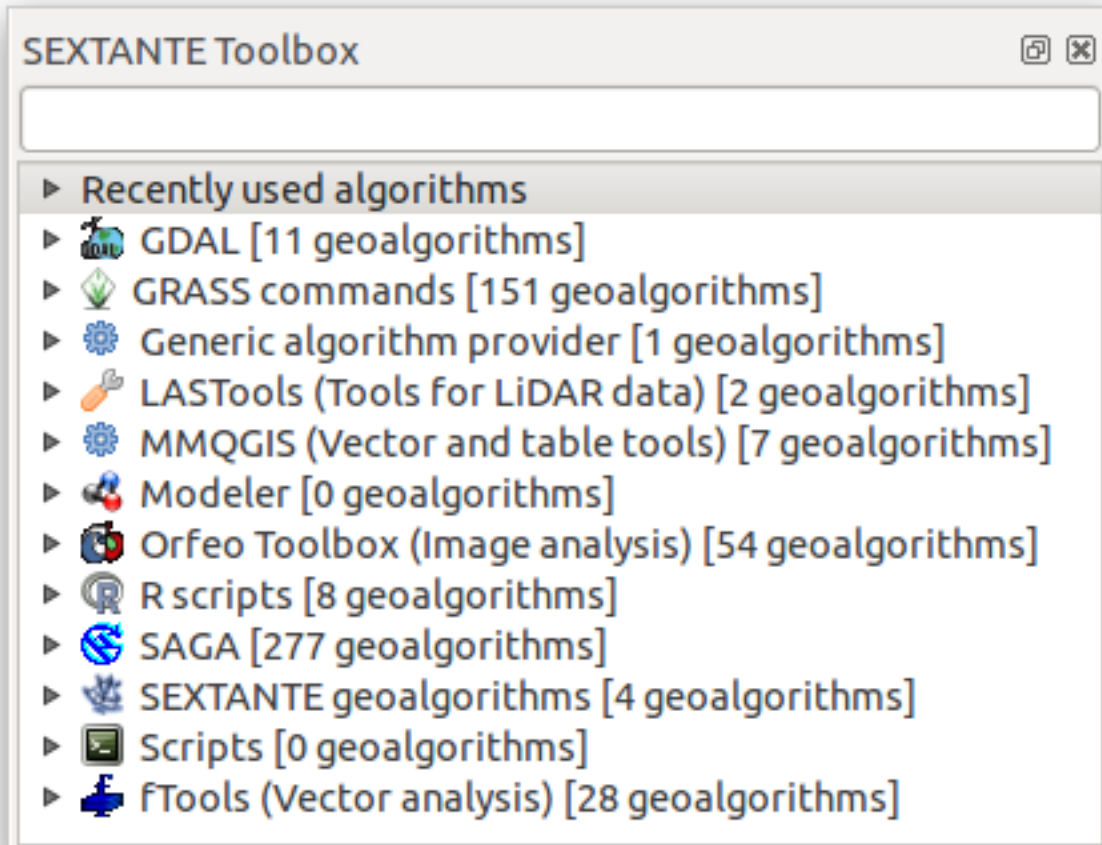 SEXTANTE Toolbox
Recently used algorithms
GDAL [11 geoalgorithms]
GRASS commands [151 geoalgorithms]
Generic algorithm provider [1 geoalgorithms]
LASTools (Tools for LiDAR data) [2 geoalgorithms]
MMQGIS (Vector and table tools) [7 geoalgorithms]
Modeler [0 geoalgorithms]
Orfeo Toolbox (Image analysis) [54 geoalgorithms]
R scripts [8 geoalgorithms]
SAGA [277 geoalgorithms]
SEXTANTE geoalgorithms [4 geoalgorithms]
Scripts [0 geoalgorithms]
fTools (Vector analysis) [28 geoalgorithms]